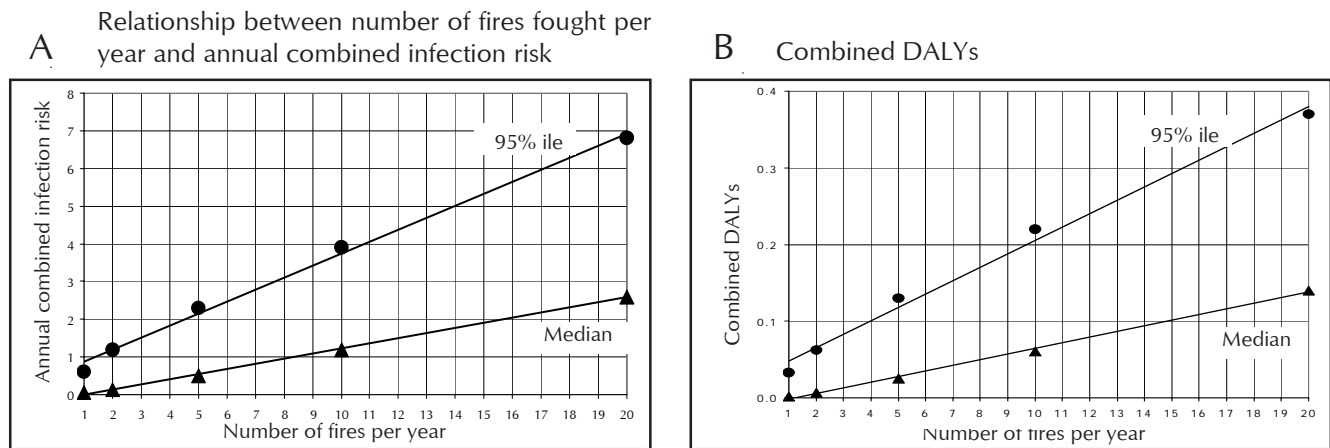 A
Relationship between number of fires fought per
year and annual combined infection risk
Annual combined infection risk
8
7
6
5
4
3
2
1
0
95% ile
Median
1 2 5 6 7 8 9 10 11 12 13 14 15 16 17 18 19 20
Number of fires per year
B
Combined DALYs
Combined DALYs
0.4
0.3
0.2
0.1
0.0
95% ile
Median
1 2 5 6 7 8 9 10 11 12 13 14 15 16 17 18 19 20
Number of fires per year